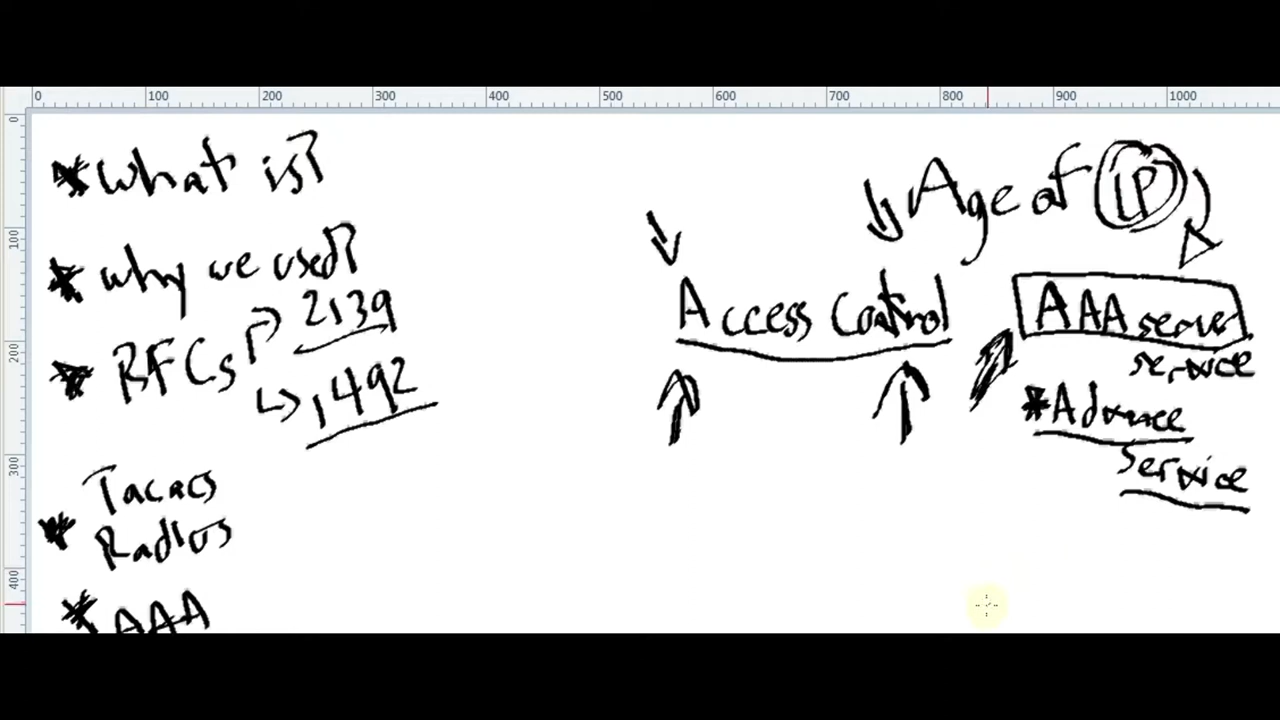 0 100 200 300 400 500 600 700 800 900 1000
0
100
200
300
400
* What is?
* why we used?
* RFCs
2139
1492
* Tacacs
Radius
* AAA
Age of IP
Access Control
AAA server
service
* Advance
service